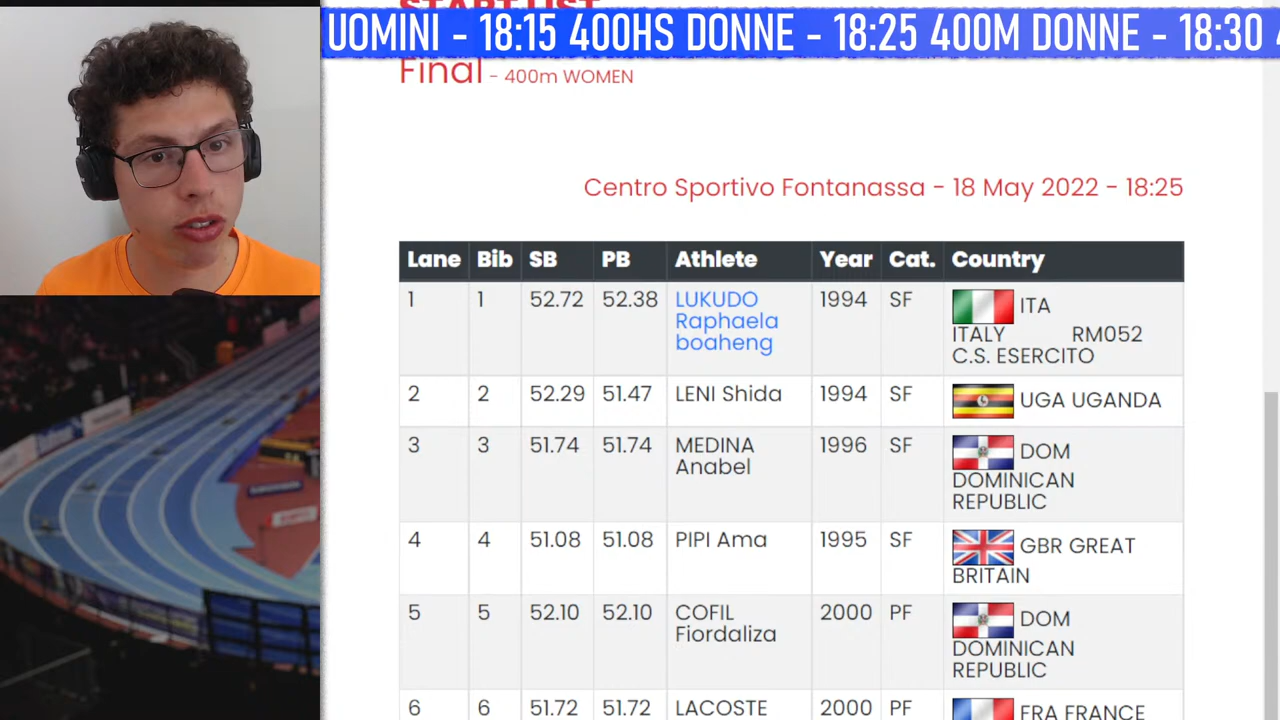 START LIST
UOMINI - 18:15 400HS DONNE - 18:25 400M DONNE - 18:30
Final - 400m WOMEN
Centro Sportivo Fontanassa - 18 May 2022 - 18:25
Lane Bib SB PB Athlete Year Cat. Country
1 1 52.72 52.38 LUKUDO Raphaela boaheng 1994 SF ITA ITALY RM052 C.S. ESERCITO
2 2 52.29 51.47 LENI Shida 1994 SF UGA UGANDA
3 3 51.74 51.74 MEDINA Anabel 1996 SF DOM DOMINICAN REPUBLIC
4 4 51.08 51.08 PIPI Ama 1995 SF GBR GREAT BRITAIN
5 5 52.10 52.10 COFIL Fiordaliza 2000 PF DOM DOMINICAN REPUBLIC
6 6 51.72 51.72 LACOSTE 2000 PF FRA FRANCE